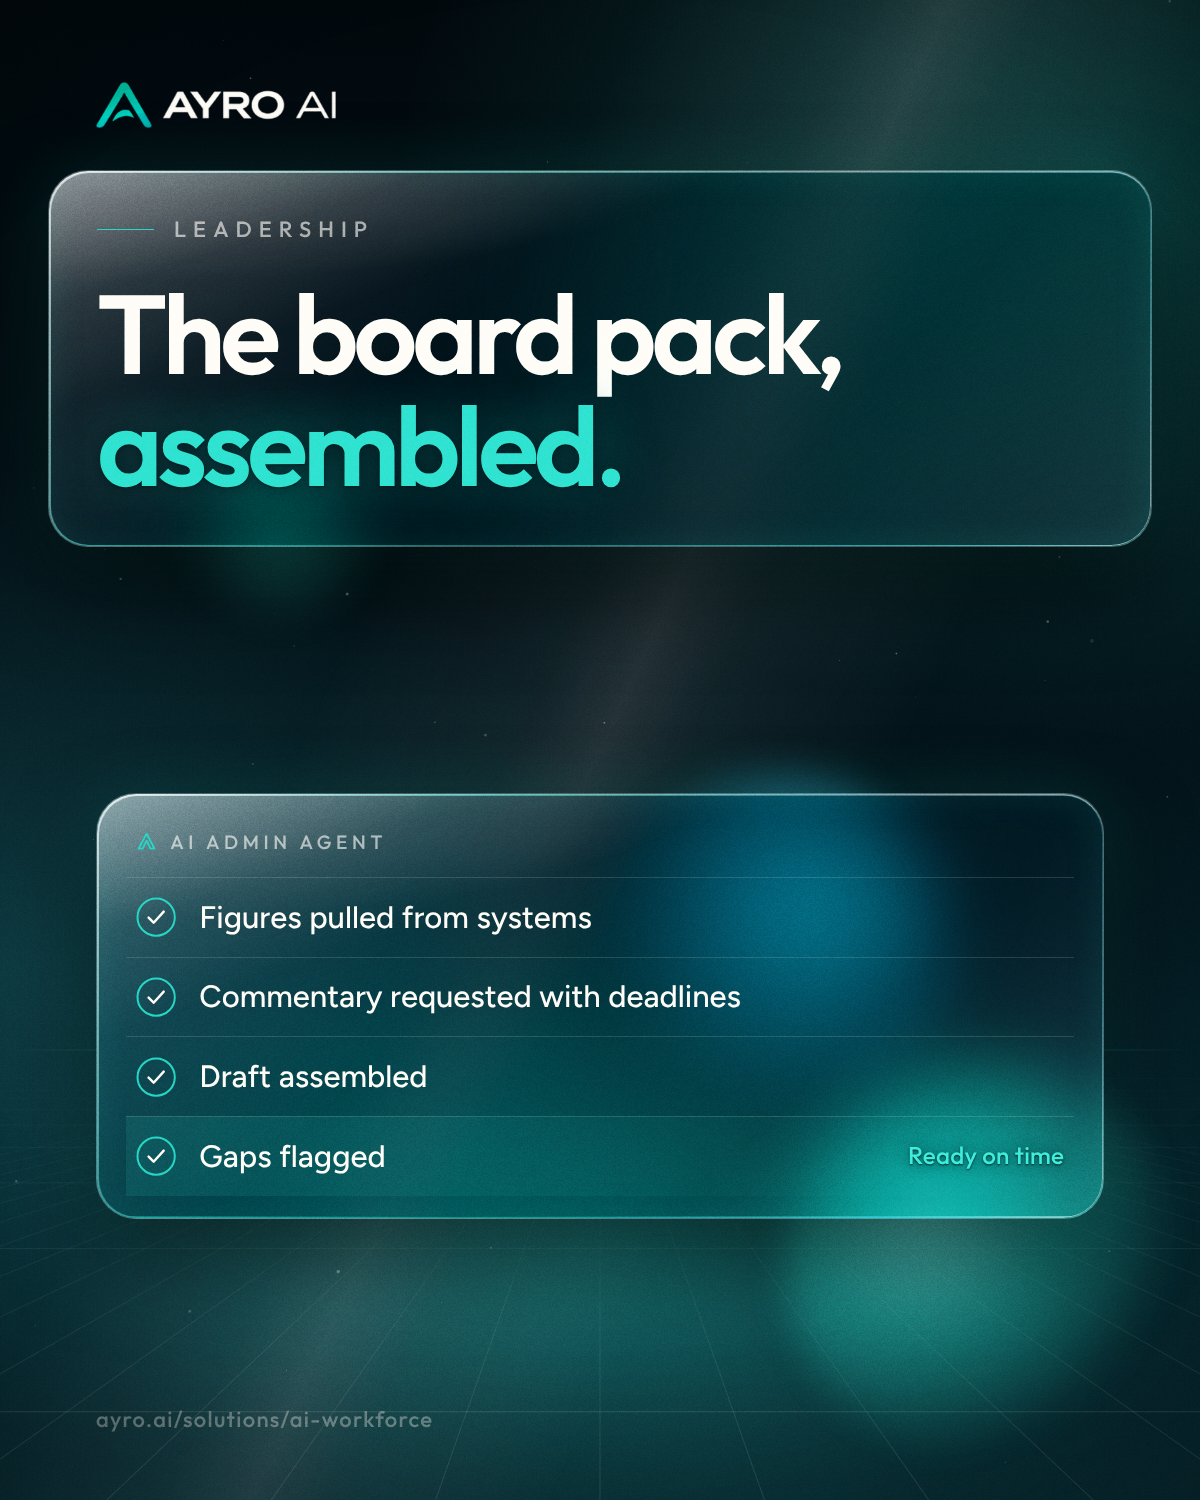 AYRO AI
LEADERSHIP
The board pack,
assembled.
AI ADMIN AGENT
Figures pulled from systems
Commentary requested with deadlines
Draft assembled
Gaps flagged
Ready on time
ayro.ai/solutions/ai-workforce